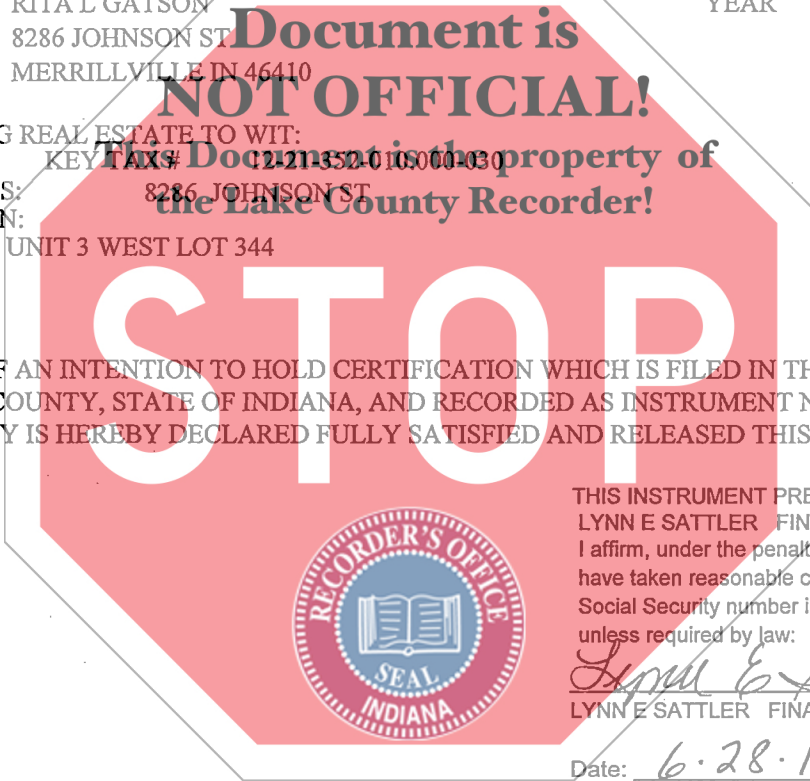 RITA L GATSON
YEAR
8286 JOHNSON ST
MERRILLVILLE IN 46410
Document is
NOT OFFICIAL!
This Document is the property of
the Lake County Recorder!
G REAL ESTATE TO WIT:
KEY TAX # 12-21-352-010.000-030
S: 8286 JOHNSON ST
N:
UNIT 3 WEST LOT 344
STOP
F AN INTENTION TO HOLD CERTIFICATION WHICH IS FILED IN TH
COUNTY, STATE OF INDIANA, AND RECORDED AS INSTRUMENT N
Y IS HEREBY DECLARED FULLY SATISFIED AND RELEASED THIS
THIS INSTRUMENT PRE
LYNN E SATTLER FIN
I affirm, under the penalt
have taken reasonable c
Social Security number i
unless required by law:
Lynn E S
LYNN E SATTLER FINA
Date: 6·28·1
RECORDER'S OFFICE
SEAL
INDIANA